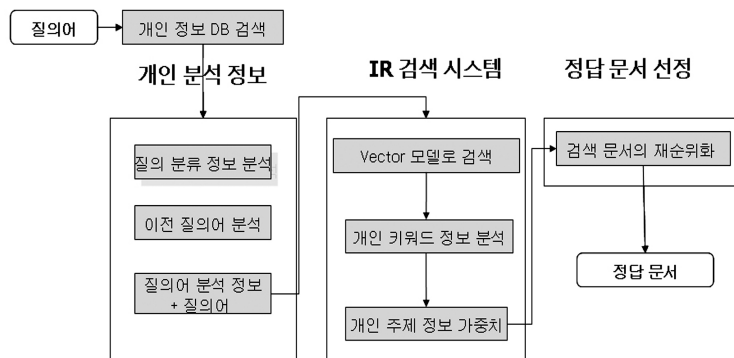 질의어
개인 정보 DB 검색
개인 분석 정보
IR 검색 시스템
정답 문서 선정
질의 분류 정보 분석
이전 질의어 분석
질의어 분석 정보
+ 질의어
Vector 모델로 검색
개인 키워드 정보 분석
개인 주제 정보 가중치
검색 문서의 재순위화
정답 문서